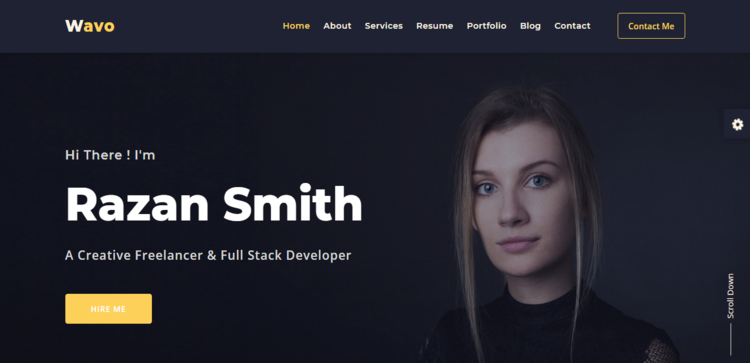 Wavo
Home About Services Resume Portfolio Blog Contact
Contact Me
Hi There ! I'm
Razan Smith
A Creative Freelancer & Full Stack Developer
HIRE ME
Scroll Down